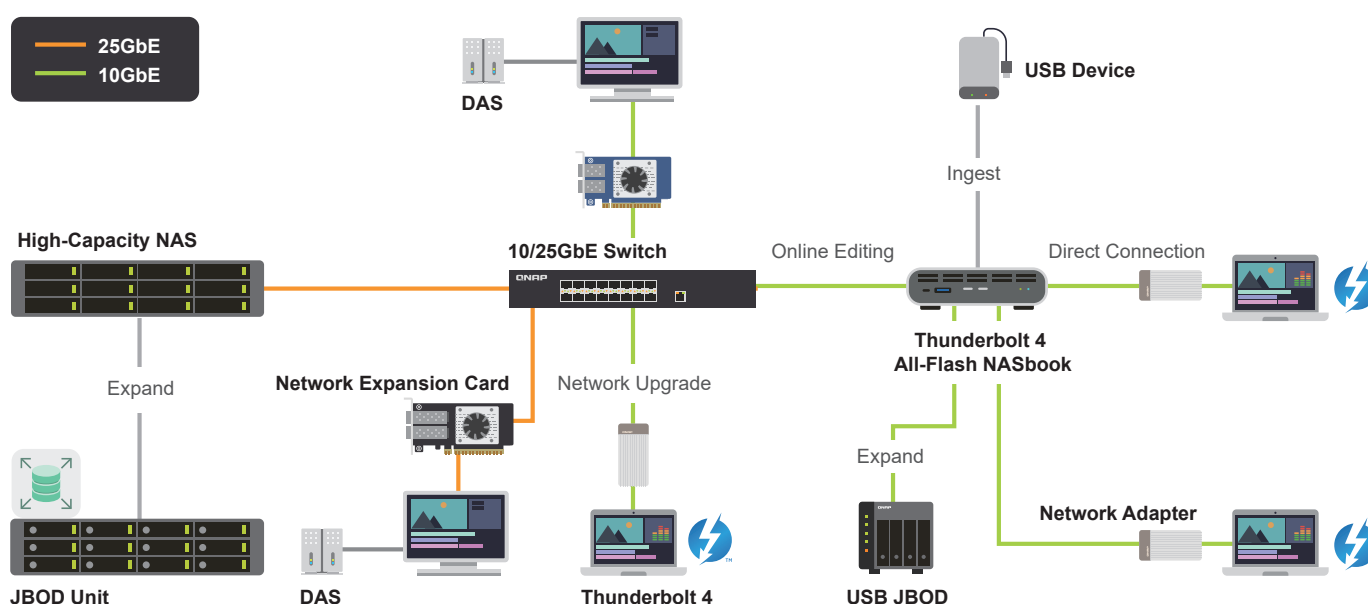 25GbE
10GbE
DAS
USB Device
Ingest
High-Capacity NAS
10/25GbE Switch
Online Editing
Direct Connection
QNAP
Thunderbolt 4
All-Flash NASbook
Expand
Network Expansion Card
Network Upgrade
Expand
QNAP
Network Adapter
JBOD Unit
DAS
Thunderbolt 4
USB JBOD
TM